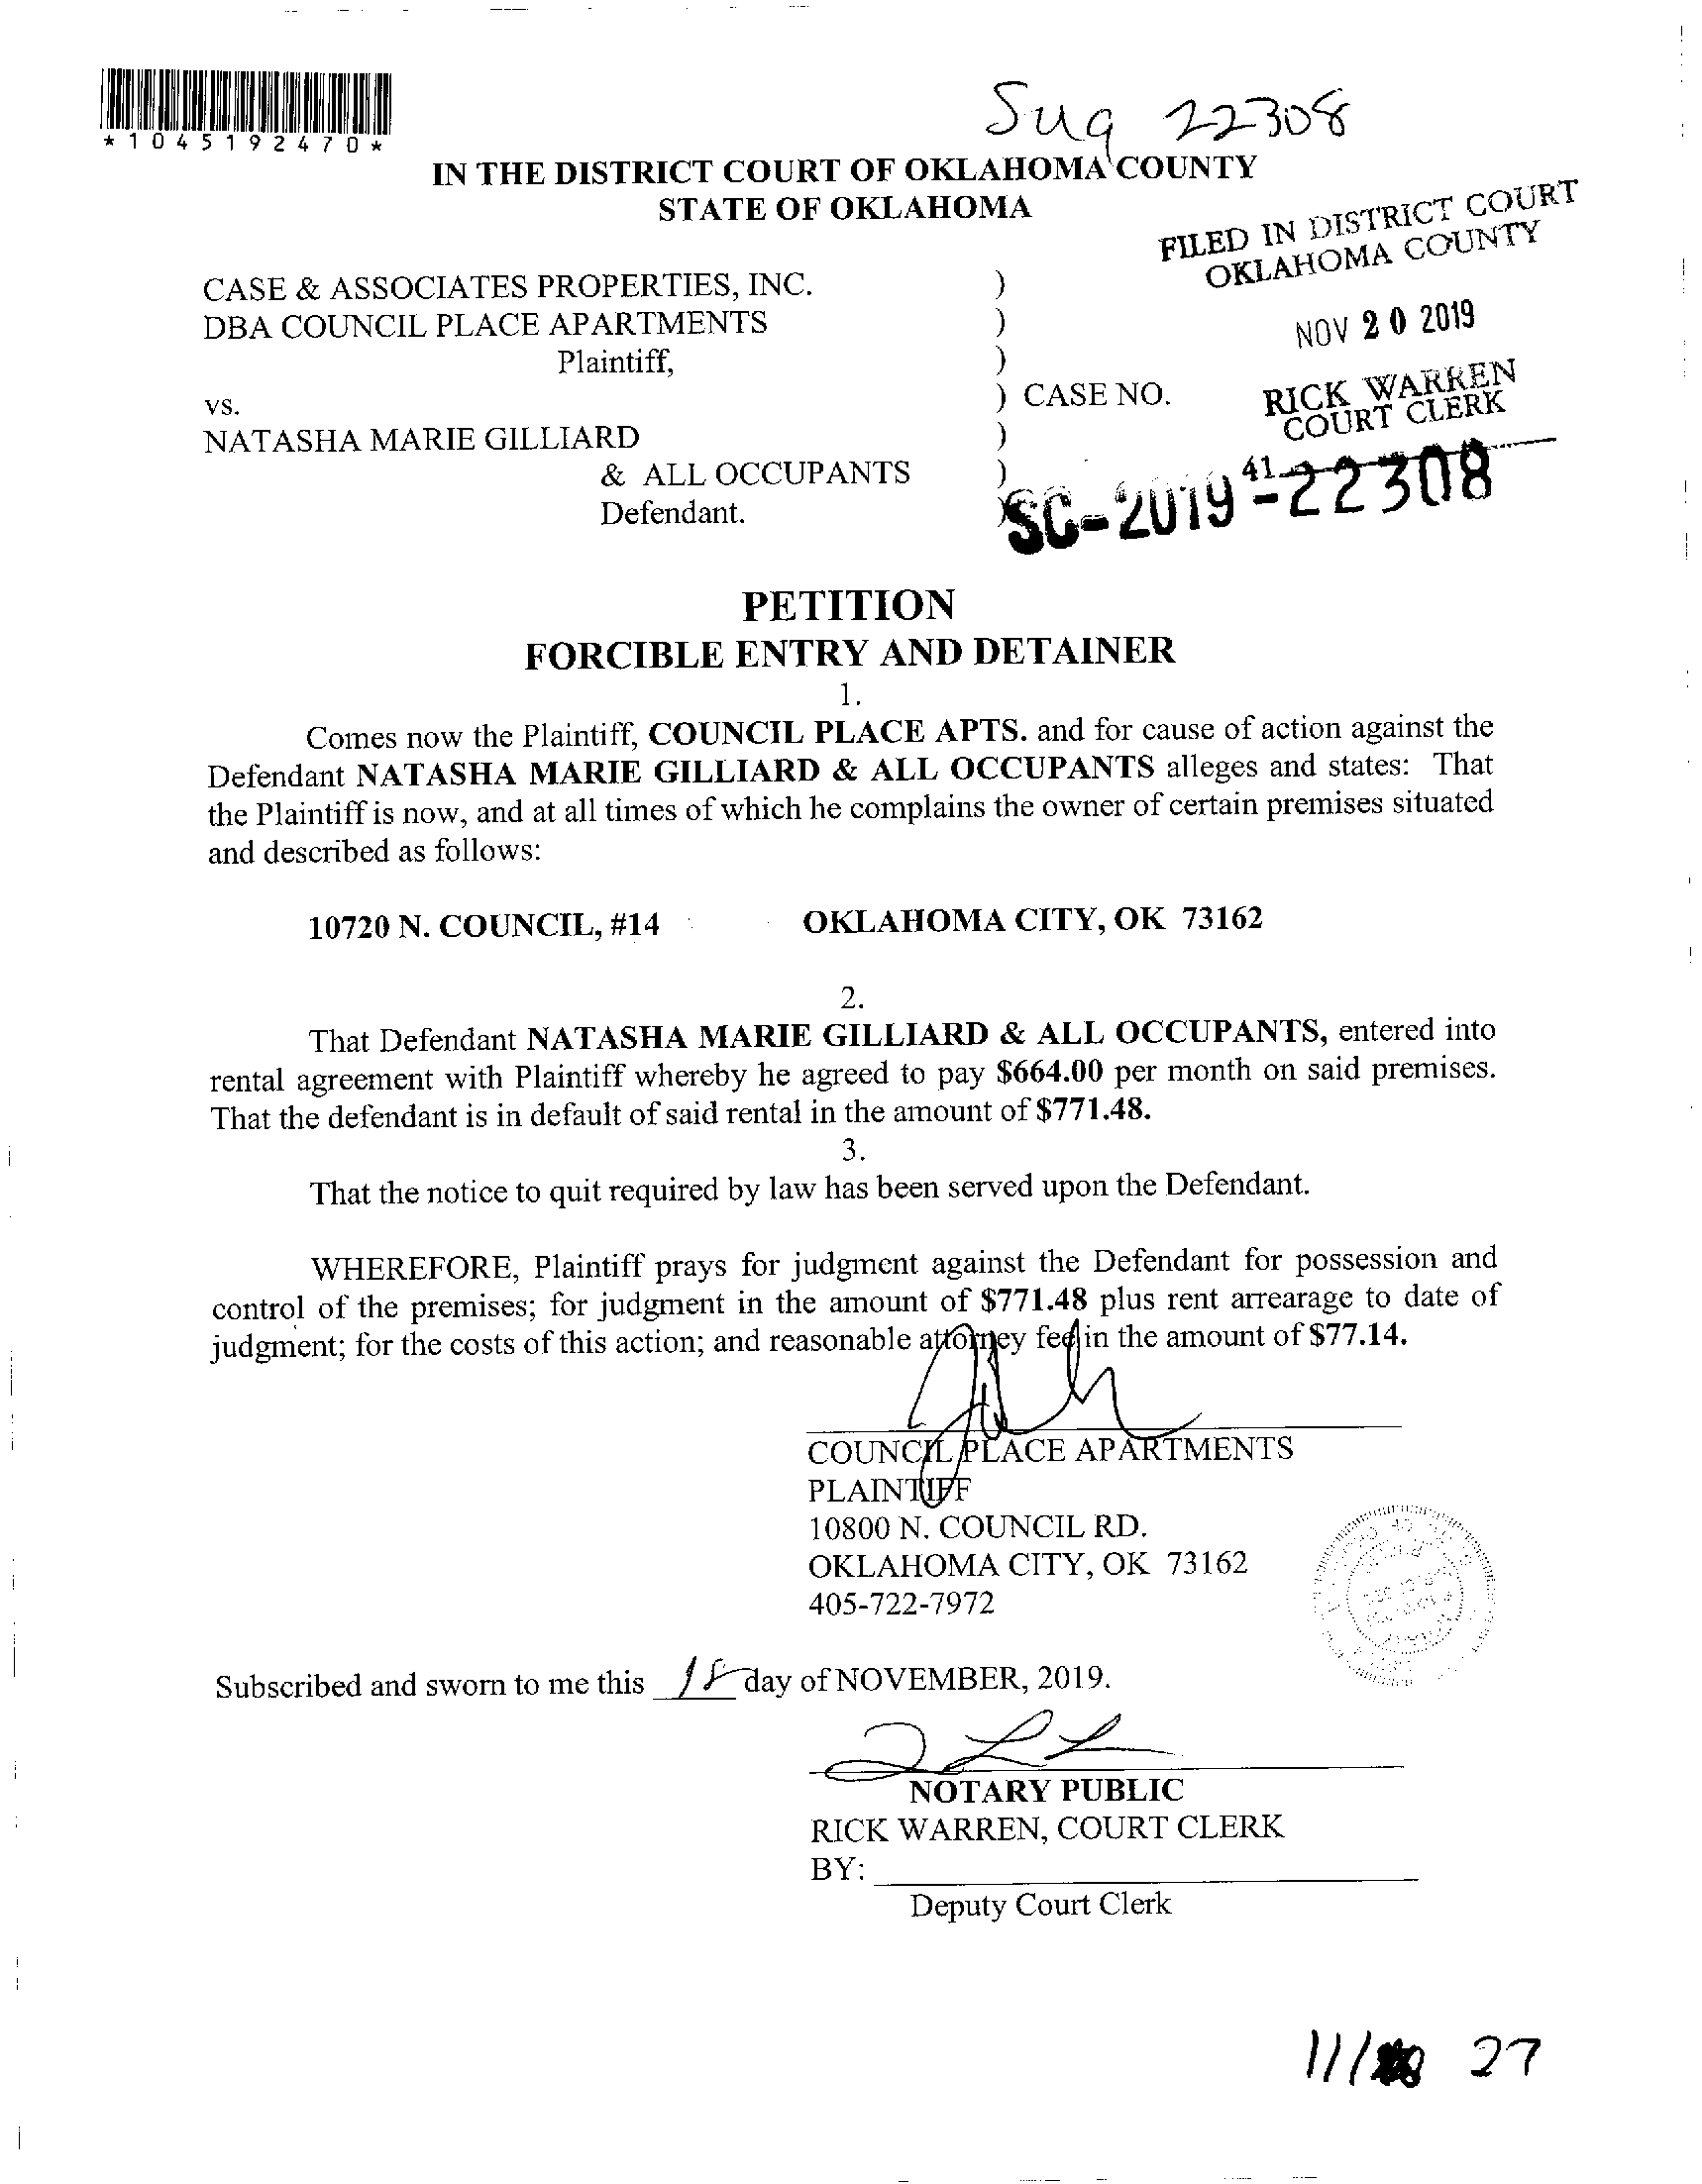 *1045192470*
22308
IN THE DISTRICT COURT OF OKLAHOMA COUNTY
STATE OF OKLAHOMA
FILED IN DISTRICT COURT
OKLAHOMA COUNTY
NOV 20 2019
RICK WARREN
COURT CLERK
41
SC-2019-22308
CASE & ASSOCIATES PROPERTIES, INC. )
DBA COUNCIL PLACE APARTMENTS )
Plaintiff, )
vs. ) CASE NO.
NATASHA MARIE GILLIARD )
& ALL OCCUPANTS )
Defendant. )
PETITION
FORCIBLE ENTRY AND DETAINER
1.
Comes now the Plaintiff, COUNCIL PLACE APTS. and for cause of action against the
Defendant NATASHA MARIE GILLIARD & ALL OCCUPANTS alleges and states: That
the Plaintiff is now, and at all times of which he complains the owner of certain premises situated
and described as follows:
10720 N. COUNCIL, #14 OKLAHOMA CITY, OK 73162
2.
That Defendant NATASHA MARIE GILLIARD & ALL OCCUPANTS, entered into
rental agreement with Plaintiff whereby he agreed to pay $664.00 per month on said premises.
That the defendant is in default of said rental in the amount of $771.48.
3.
That the notice to quit required by law has been served upon the Defendant.
WHEREFORE, Plaintiff prays for judgment against the Defendant for possession and
control of the premises; for judgment in the amount of $771.48 plus rent arrearage to date of
judgment; for the costs of this action; and reasonable attorney fee in the amount of $77.14.
COUNCIL PLACE APARTMENTS
PLAINTIFF
10800 N. COUNCIL RD.
OKLAHOMA CITY, OK 73162
405-722-7972
Subscribed and sworn to me this day of NOVEMBER, 2019.
NOTARY PUBLIC
RICK WARREN, COURT CLERK
BY:
Deputy Court Clerk
11/ 27